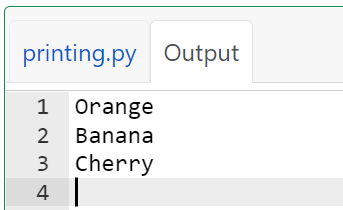 printing.py Output
1 Orange
2 Banana
3 Cherry
4